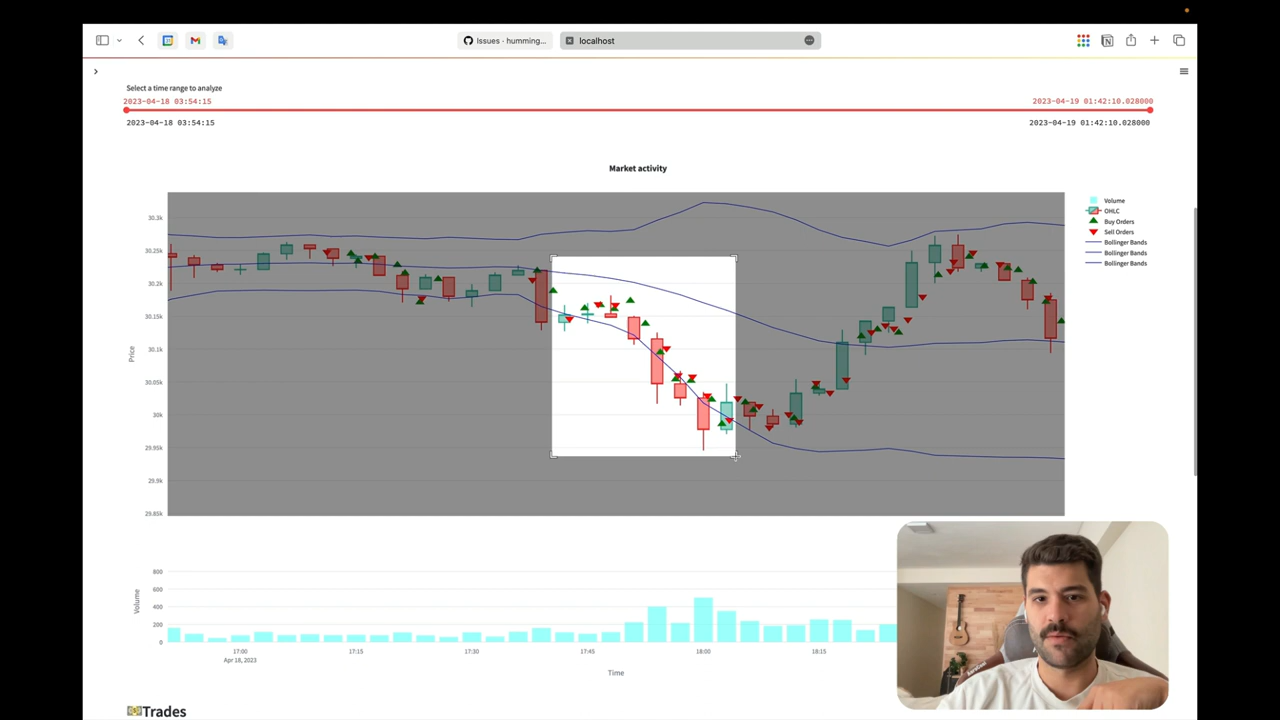 Issues · humming...
localhost
Select a time range to analyze
2023-04-18 03:54:15
2023-04-19 01:42:10.028000
2023-04-18 03:54:15
2023-04-19 01:42:10.028000
Market activity
Volume
OHLC
Buy Orders
Sell Orders
Bollinger Bands
Bollinger Bands
Bollinger Bands
30.3k
30.25k
30.2k
30.15k
30.1k
30.05k
30k
29.95k
29.9k
29.85k
Price
800
600
400
200
0
Volume
17:00
17:15
17:30
17:45
18:00
18:15
Apr 18, 2023
Time
Trades